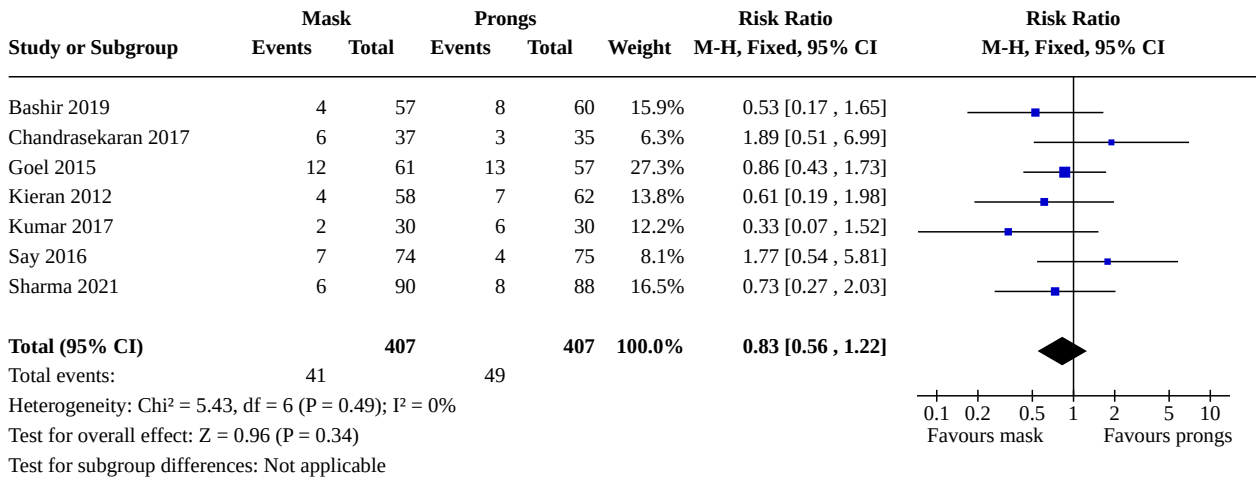 Mask Prongs Risk Ratio Risk Ratio
Study or Subgroup Events Total Events Total Weight M-H, Fixed, 95% CI M-H, Fixed, 95% CI
Bashir 2019 4 57 8 60 15.9% 0.53 [0.17 , 1.65]
Chandrasekaran 2017 6 37 3 35 6.3% 1.89 [0.51 , 6.99]
Goel 2015 12 61 13 57 27.3% 0.86 [0.43 , 1.73]
Kieran 2012 4 58 7 62 13.8% 0.61 [0.19 , 1.98]
Kumar 2017 2 30 6 30 12.2% 0.33 [0.07 , 1.52]
Say 2016 7 74 4 75 8.1% 1.77 [0.54 , 5.81]
Sharma 2021 6 90 8 88 16.5% 0.73 [0.27 , 2.03]
Total (95% CI) 407 407 100.0% 0.83 [0.56 , 1.22]
Total events: 41 49
Heterogeneity: Chi² = 5.43, df = 6 (P = 0.49); I² = 0%
Test for overall effect: Z = 0.96 (P = 0.34)
Test for subgroup differences: Not applicable
0.1 0.2 0.5 1 2 5 10
Favours mask Favours prongs